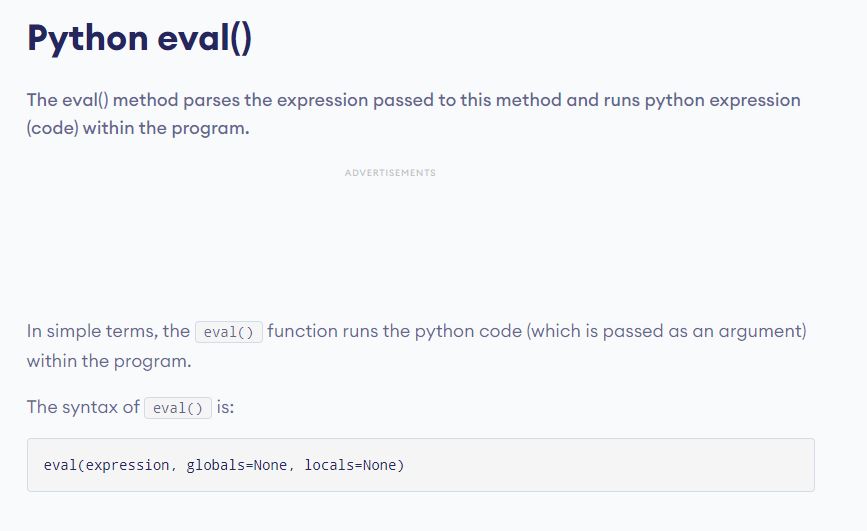 Python eval()
The eval() method parses the expression passed to this method and runs python expression
(code) within the program.
ADVERTISEMENTS
In simple terms, the eval() function runs the python code (which is passed as an argument)
within the program.
The syntax of eval() is:
eval(expression, globals=None, locals=None)